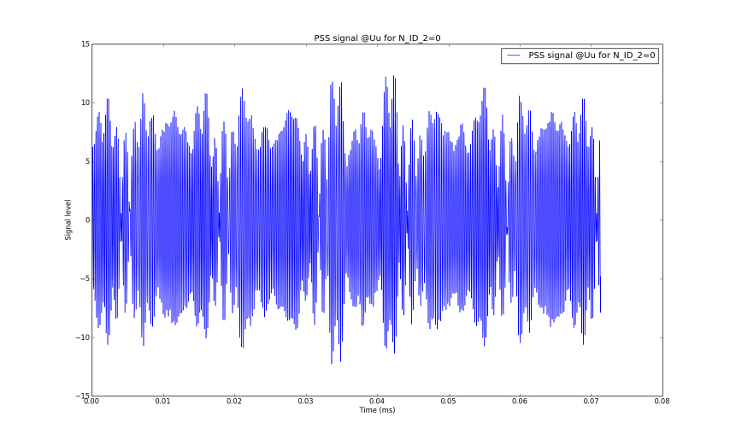 PSS signal @Uu for N_ID_2=0
PSS signal @Uu for N_ID_2=0
15
10
5
0
−5
−10
−15
Signal level
0.00 0.01 0.02 0.03 0.04 0.05 0.06 0.07 0.08
Time (ms)